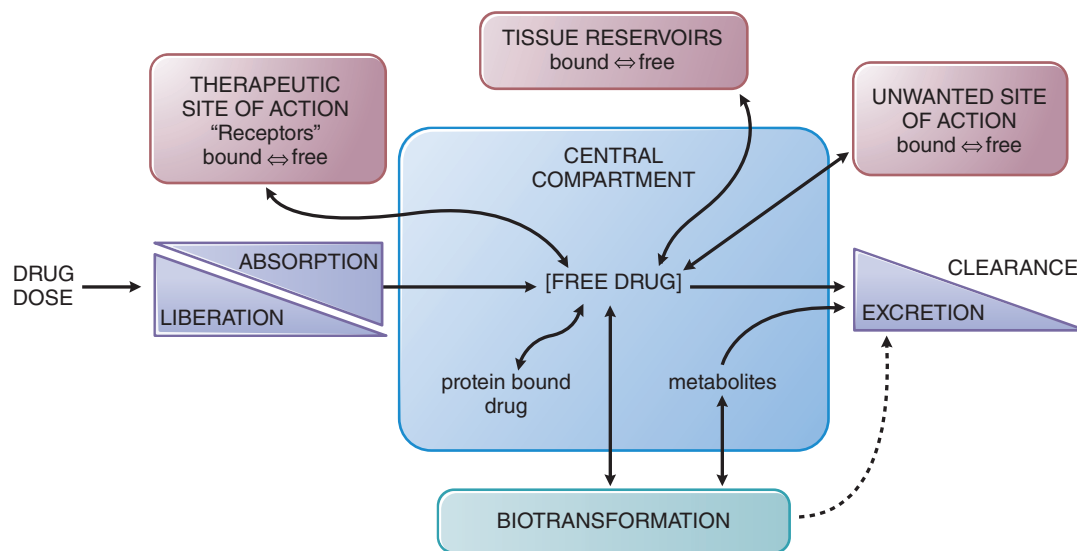 TISSUE RESERVOIRS
bound ⇔ free
THERAPEUTIC
SITE OF ACTION
“Receptors”
bound ⇔ free
UNWANTED SITE
OF ACTION
bound ⇔ free
CENTRAL
COMPARTMENT
DRUG
DOSE
ABSORPTION
LIBERATION
[FREE DRUG]
CLEARANCE
EXCRETION
protein bound
drug
metabolites
BIOTRANSFORMATION